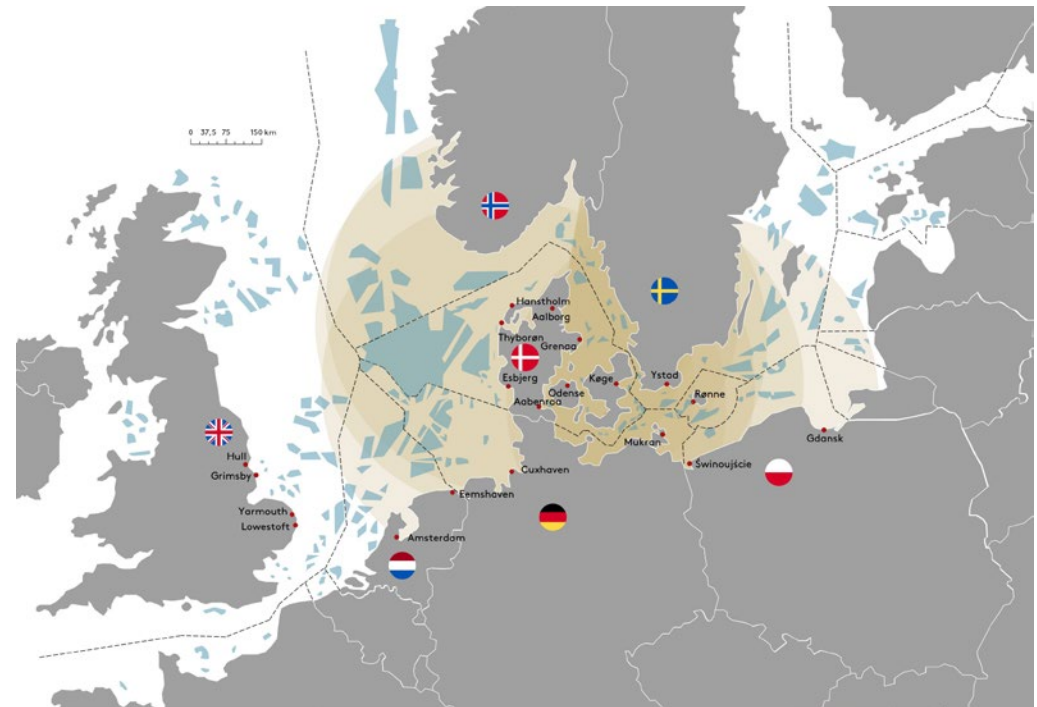 0 37,5 75 150 km
Hanstholm
Aalborg
Thyborøn
Grenaa
Esbjerg
Odense
Køge
Ystad
Aabenraa
Rønne
Mukran
Gdansk
Hull
Grimsby
Cuxhaven
Świnoujście
Eemshaven
Yarmouth
Lowestoft
Amsterdam